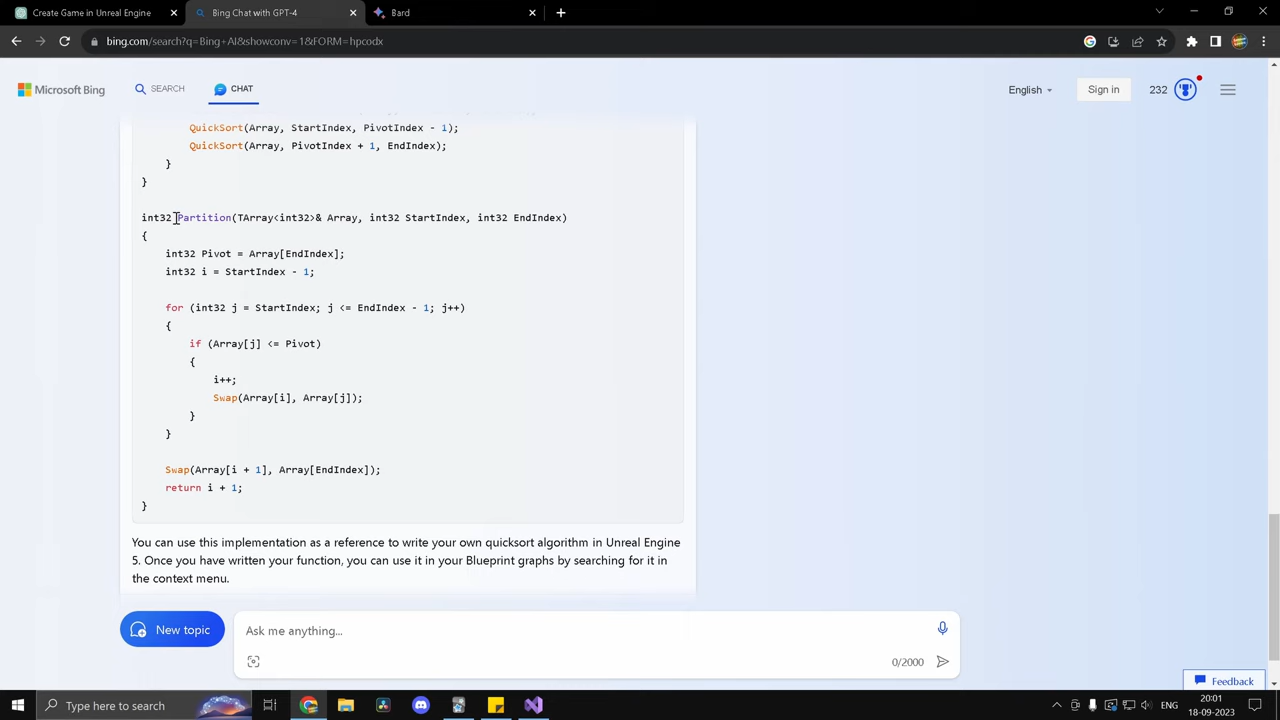 Create Game in Unreal Engine
Bing Chat with GPT-4
Bard
bing.com/search?q=Bing+AI&showconv=1&FORM=hpcodx
Microsoft Bing
SEARCH
CHAT
English
Sign in
232
QuickSort(Array, StartIndex, PivotIndex - 1);
QuickSort(Array, PivotIndex + 1, EndIndex);
}
}
int32 Partition(TArray<int32>& Array, int32 StartIndex, int32 EndIndex)
{
int32 Pivot = Array[EndIndex];
int32 i = StartIndex - 1;
for (int32 j = StartIndex; j <= EndIndex - 1; j++)
{
if (Array[j] <= Pivot)
{
i++;
Swap(Array[i], Array[j]);
}
}
Swap(Array[i + 1], Array[EndIndex]);
return i + 1;
}
You can use this implementation as a reference to write your own quicksort algorithm in Unreal Engine
5. Once you have written your function, you can use it in your Blueprint graphs by searching for it in
the context menu.
New topic
Ask me anything...
0/2000
Feedback
Type here to search
ENG
20:01
18-09-2023